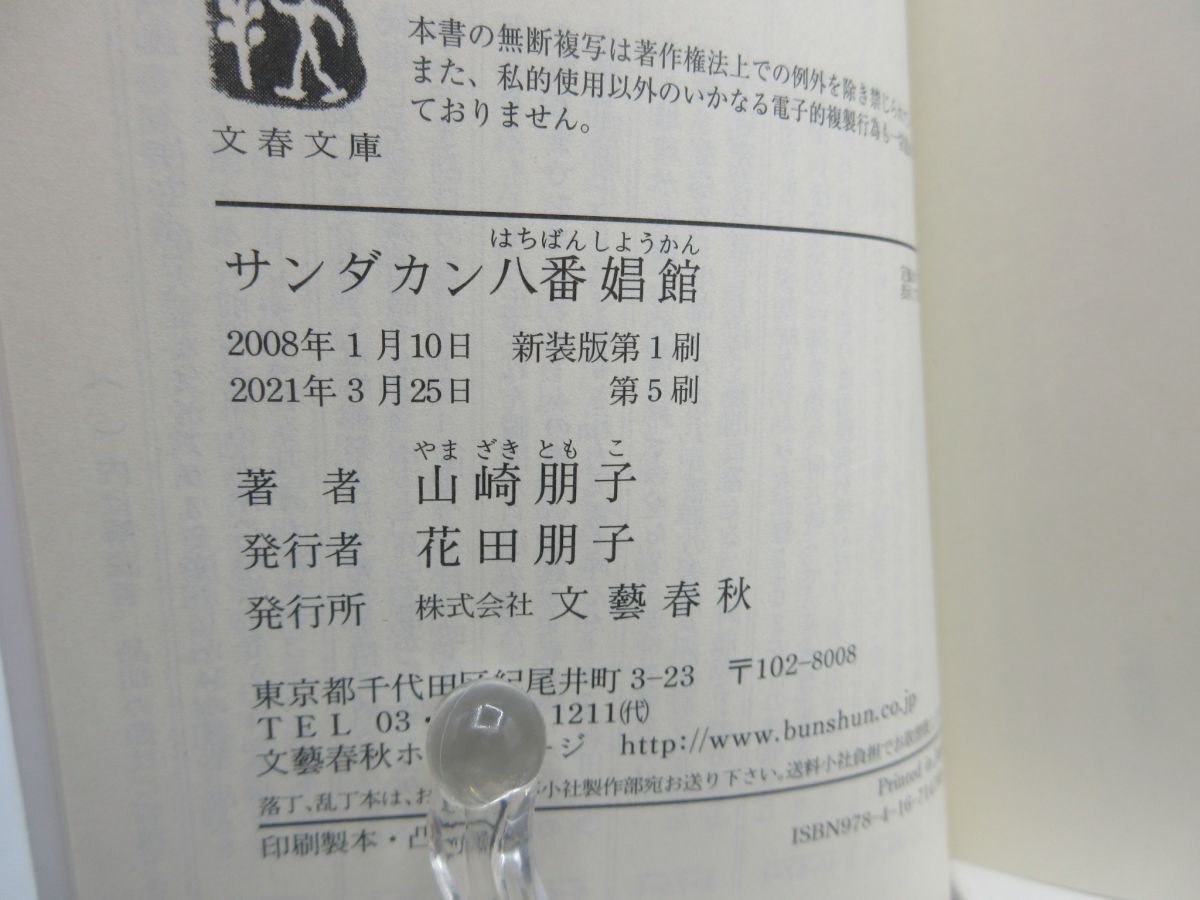 本書の無断複写は著作権法上での例外を除き禁じられ
また、私的使用以外のいかなる電子的複製行為も一切
ておりません。
文春文庫
はちばんしようかん
サンダカン八番娼館
2008年1月10日 新装版第1刷
2021年3月25日 第5刷
やまざきともこ
著者 山崎朋子
発行者 花田朋子
発行所 株式会社 文藝春秋
東京都千代田区紀尾井町3-23 〒102-8008
TEL 03・ 1211㈹
文藝春秋ホ ージ http://www.bunshun.co.jp
落丁、乱丁本は、お 小社製作部宛お送り下さい。送料小社負担でお取替致し
Printed in
印刷製本・凸
ISBN978-4-16-71